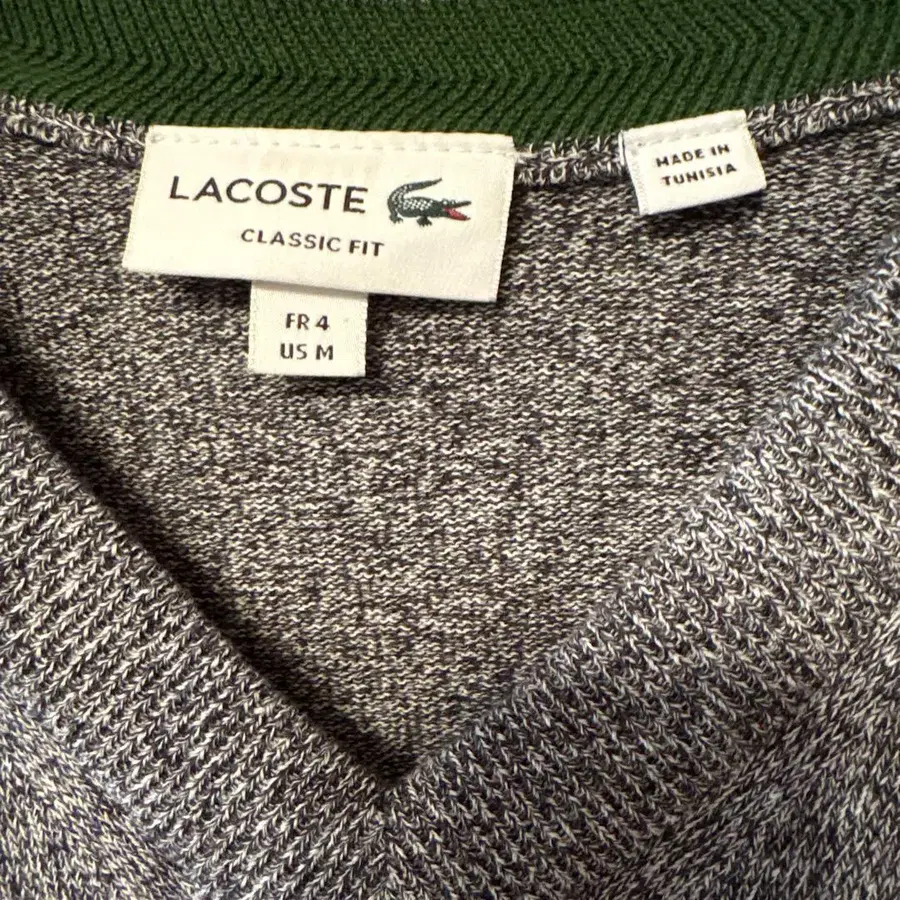 LACOSTE
CLASSIC FIT
FR 4
US M
MADE IN
TUNISIA